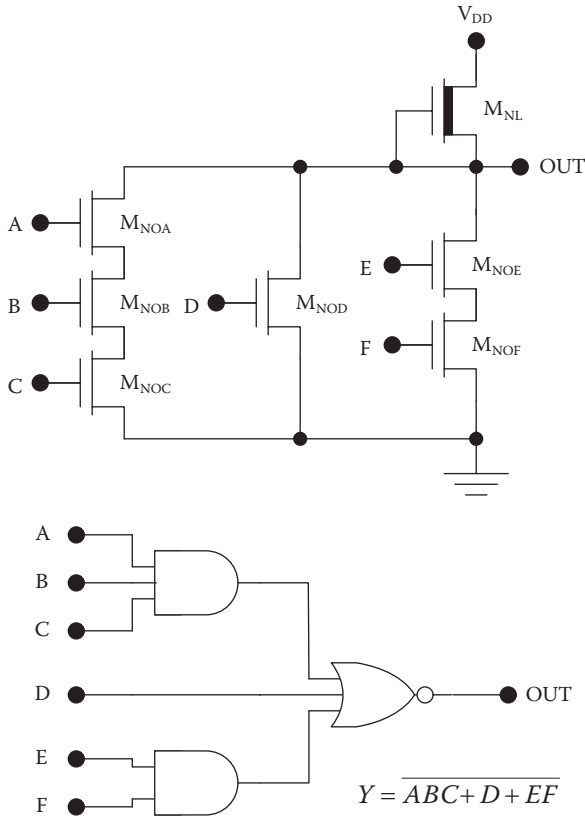 V_DD
M_NL
OUT
A
M_NOA
E
M_NOE
B
M_NOB
D
M_NOD
F
M_NOF
C
M_NOC
A
B
C
D
OUT
E
F
Y = \overline{ABC + D + EF}